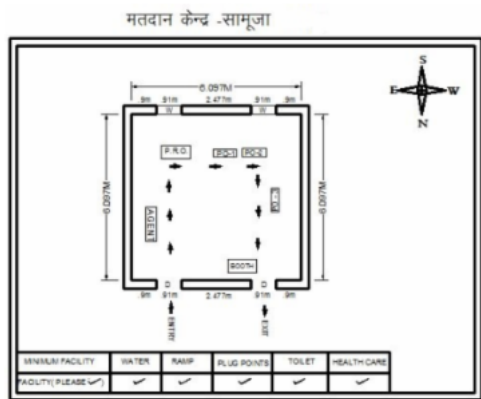 मतदान केन्द्र -सामूजा
6.097M
.9m .91m 2.477m .91m .9m
W W
S
E W
N
P.R.O. P.O-1 P.O-2
6.097M
AGENT
P.O-3
6.097M
BOOTH
D D
.9m .91m 2.477m .91m .9m
ENTRY EXIT
MINIMUM FACILITY WATER RAMP PLUG POINTS TOILET HEALTH CARE
FACILITY( PLEASE ✓) ✓ ✓ ✓ ✓ ✓